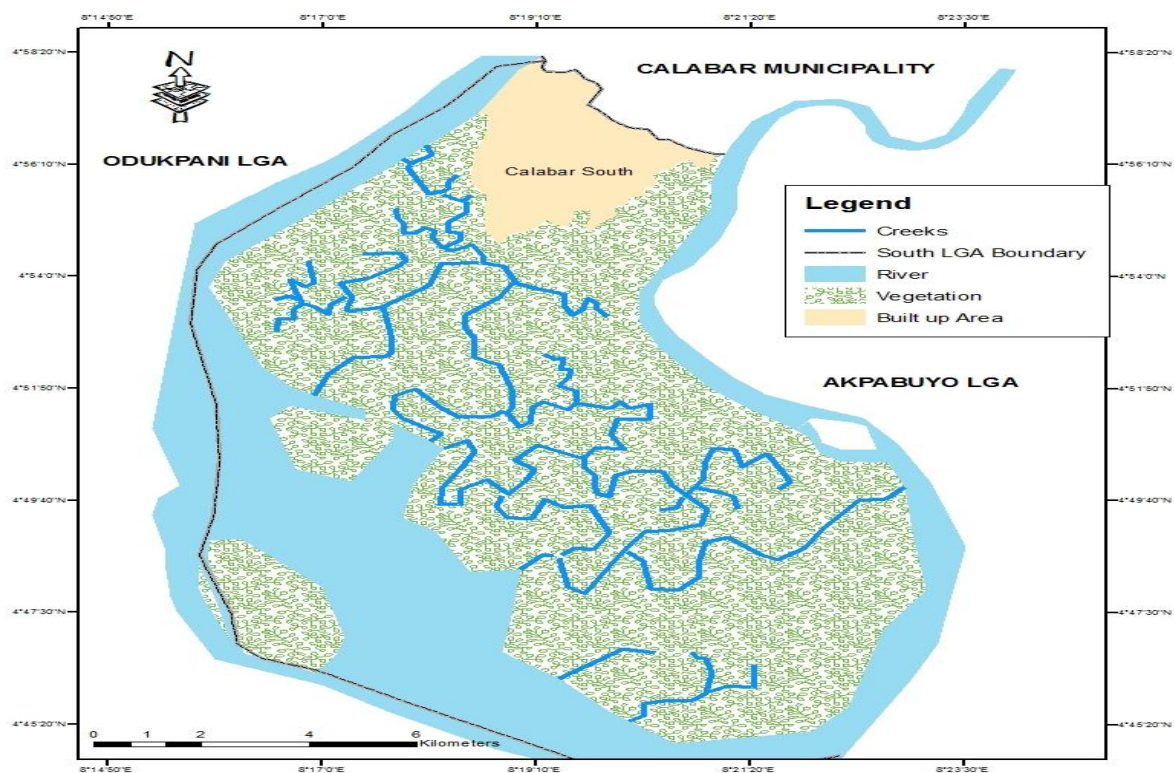 8°14'50"E 8°17'0"E 8°19'10"E 8°21'20"E 8°23'30"E
4°58'20"N 4°58'20"N
N
CALABAR MUNICIPALITY
ODUKPANI LGA
4°56'10"N 4°56'10"N
Calabar South
Legend
Creeks
South LGA Boundary
River
Vegetation
Built up Area
4°54'0"N 4°54'0"N
AKPABUYO LGA
4°51'50"N 4°51'50"N
4°49'40"N 4°49'40"N
4°47'30"N 4°47'30"N
4°45'20"N 4°45'20"N
0 1 2 4 6
Kilometers
8°14'50"E 8°17'0"E 8°19'10"E 8°21'20"E 8°23'30"E